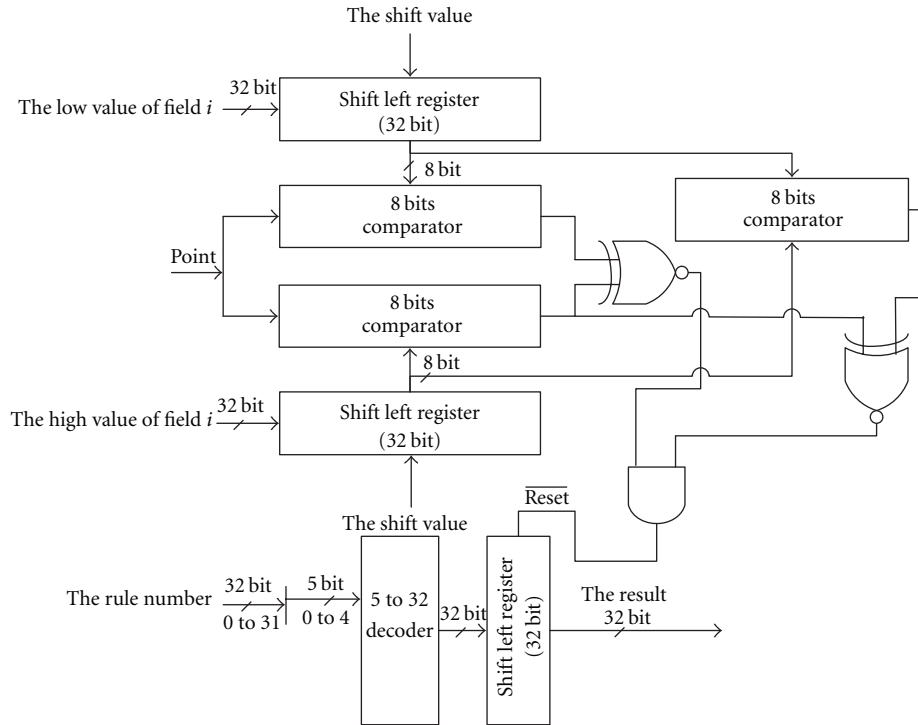 The shift value
32 bit
The low value of field i
Shift left register
(32 bit)
8 bit
8 bits
comparator
8 bits
comparator
Point
8 bits
comparator
8 bit
32 bit
The high value of field i
Shift left register
(32 bit)
Reset
The shift value
32 bit
The rule number
0 to 31
5 bit
0 to 4
5 to 32
decoder
32 bit
Shift left register
(32 bit)
The result
32 bit